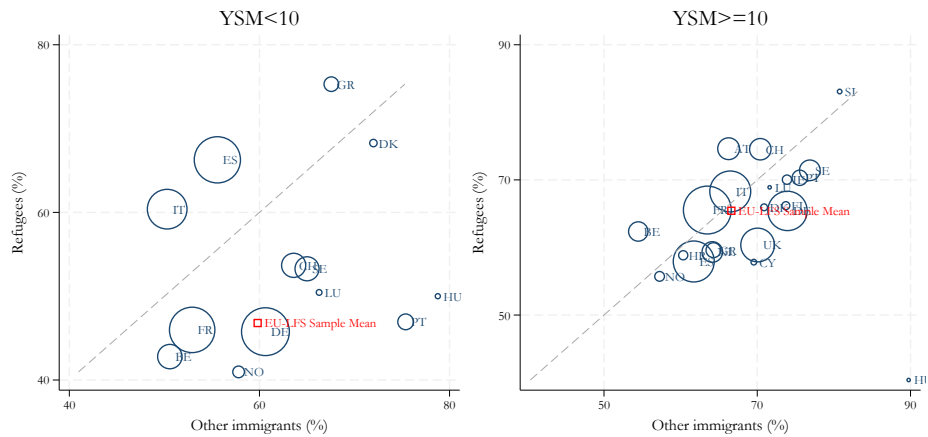 YSM<10
Refugees (%)
80
60
40
GR
DK
ES
IT
CH
SE
LU
HU
EU-LFS Sample Mean
PT
FR
DE
BE
NO
40
60
80
Other immigrants (%)
YSM>=10
Refugees (%)
90
70
50
SI
AT
CH
SE
PT
IT
LU
EU-LFS Sample Mean
BE
UK
HR
ES
CY
NO
HU
50
70
90
Other immigrants (%)